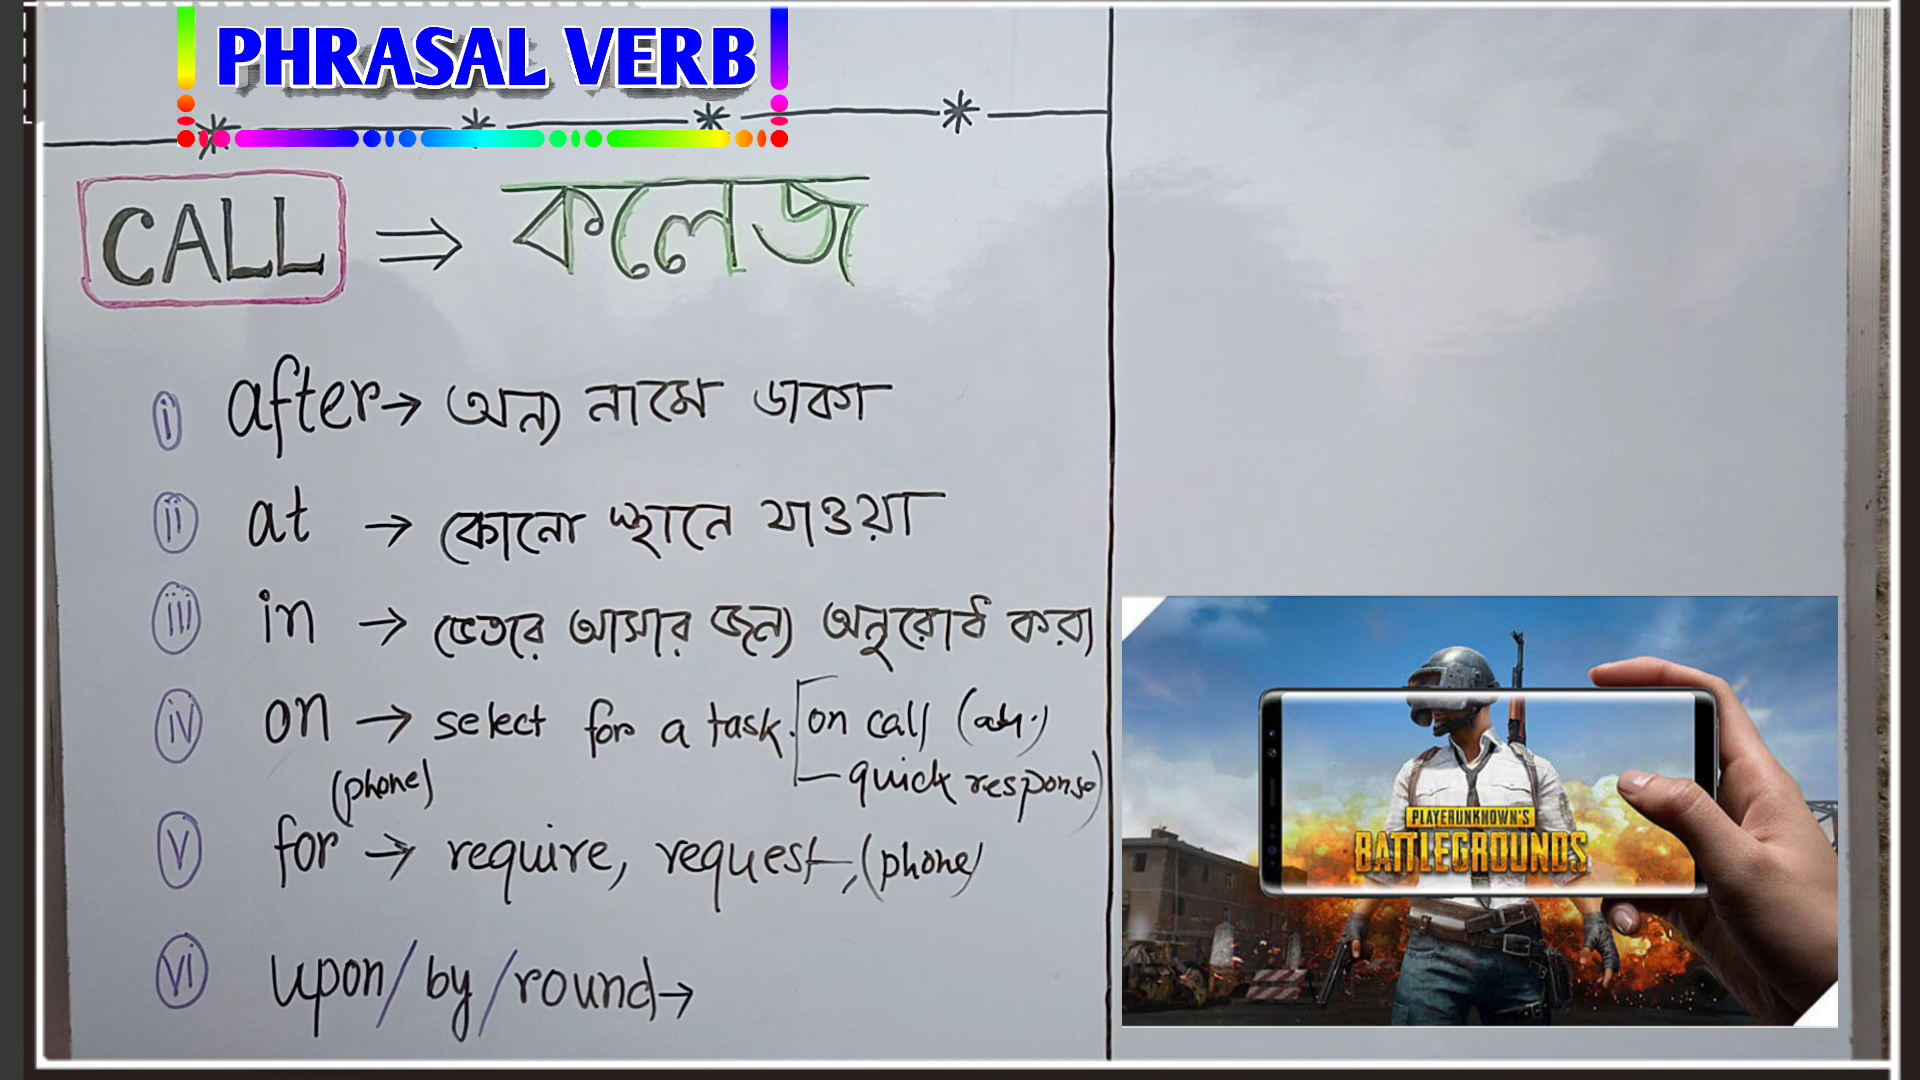 PHRASAL VERB
CALL ⇒ কলেজ
i after → অন্য নামে ডাকা
ii at → কোনো স্থানে যাওয়া
iii in → ভেতরে আসার জন্য অনুরোধ করা
iv on → select for a task. [on call (adv.)
(phone) — quick response)
v for → require, request, (phone)
vi upon/by/round→
PLAYERUNKNOWN'S
BATTLEGROUNDS